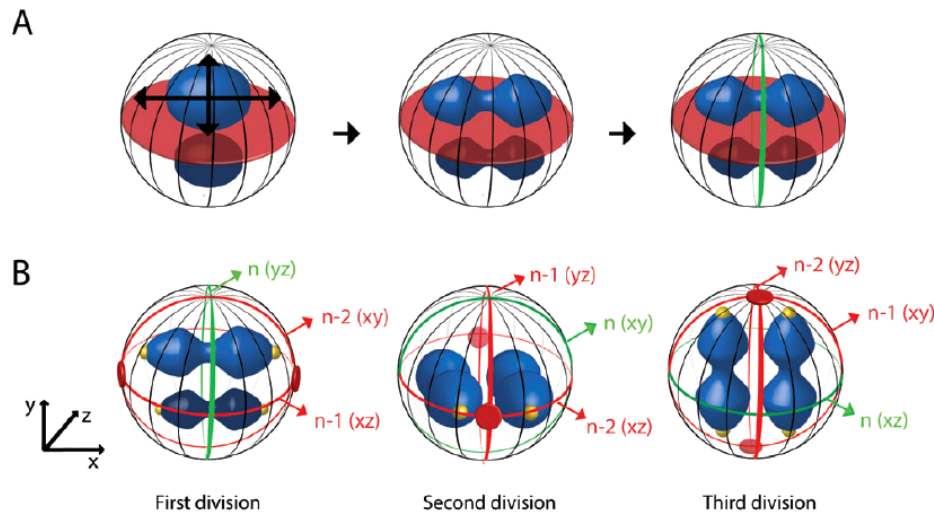 A
B
n (yz)
n-2 (xy)
n-1 (xz)
n-1 (yz)
n (xy)
n-2 (xz)
n-2 (yz)
n-1 (xy)
n (xz)
y
z
x
First division
Second division
Third division